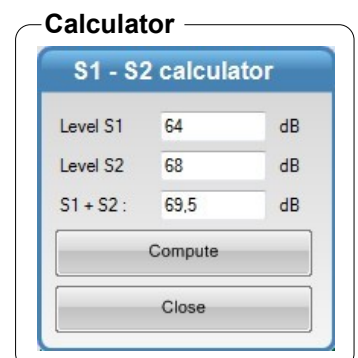 Calculator
S1 - S2 calculator
Level S1 64 dB
Level S2 68 dB
S1 + S2 : 69,5 dB
Compute
Close